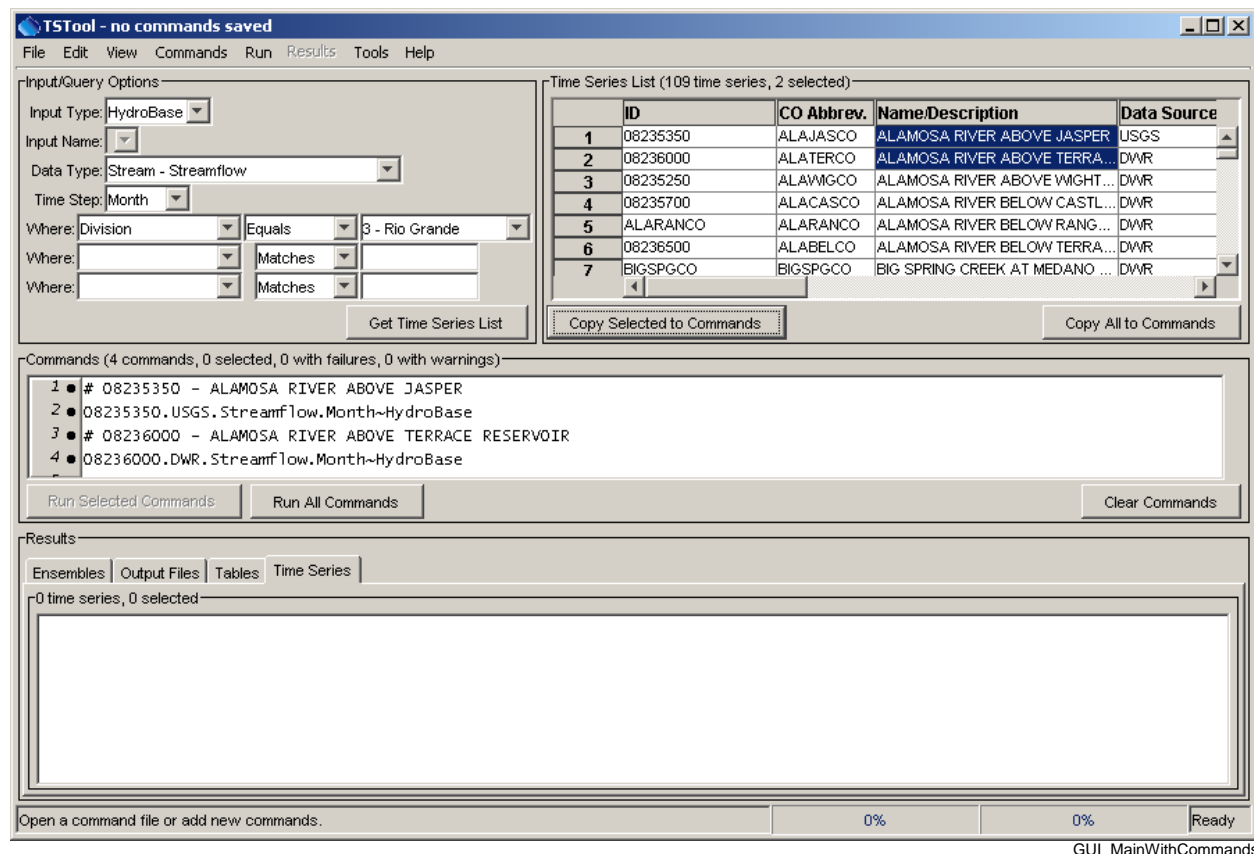 TSTool - no commands saved
File Edit View Commands Run Results Tools Help
Input/Query Options
Input Type: HydroBase
Input Name:
Data Type: Stream - Streamflow
Time Step: Month
Where: Division Equals 3 - Rio Grande
Where: Matches
Where: Matches
Get Time Series List
Time Series List (109 time series, 2 selected)
ID CO Abbrev. Name/Description Data Source
1 08235350 ALAJASCO ALAMOSA RIVER ABOVE JASPER USGS
2 08236000 ALATERCO ALAMOSA RIVER ABOVE TERRA... DWR
3 08235250 ALAWIGCO ALAMOSA RIVER ABOVE WIGHT... DWR
4 08235700 ALACASCO ALAMOSA RIVER BELOW CASTL... DWR
5 ALARANCO ALARANCO ALAMOSA RIVER BELOW RANG... DWR
6 08236500 ALABELCO ALAMOSA RIVER BELOW TERRA... DWR
7 BIGSPGCO BIGSPGCO BIG SPRING CREEK AT MEDANO ... DWR
Copy Selected to Commands Copy All to Commands
Commands (4 commands, 0 selected, 0 with failures, 0 with warnings)
1 # 08235350 - ALAMOSA RIVER ABOVE JASPER
2 08235350.USGS.Streamflow.Month~HydroBase
3 # 08236000 - ALAMOSA RIVER ABOVE TERRACE RESERVOIR
4 08236000.DWR.Streamflow.Month~HydroBase
Run Selected Commands Run All Commands Clear Commands
Results
Ensembles Output Files Tables Time Series
0 time series, 0 selected
Open a command file or add new commands. 0% 0% Ready
GUI_MainWithCommands